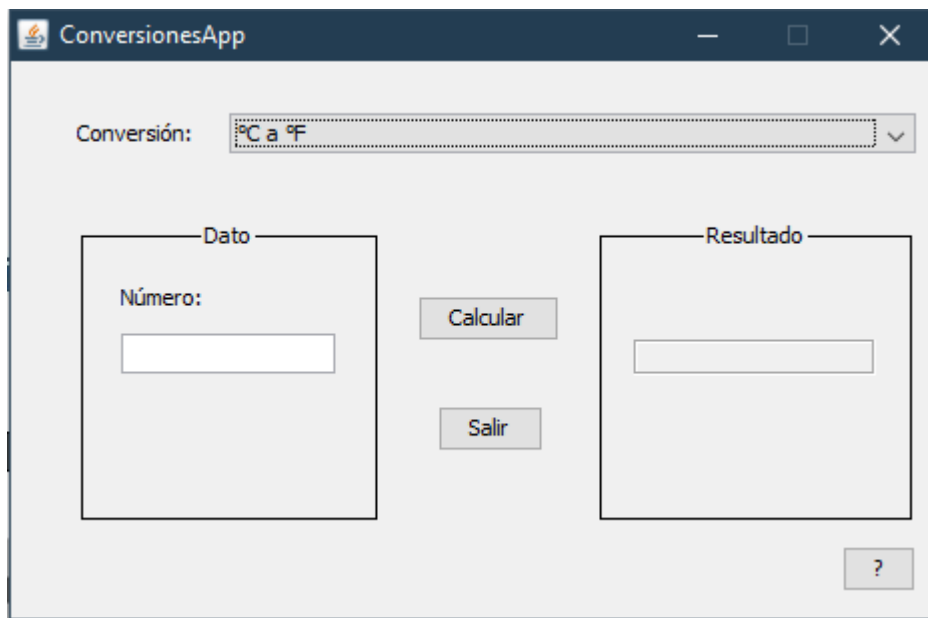 ConversionesApp
Conversión: ºC a ºF
Dato
Resultado
Número:
Calcular
Salir
?